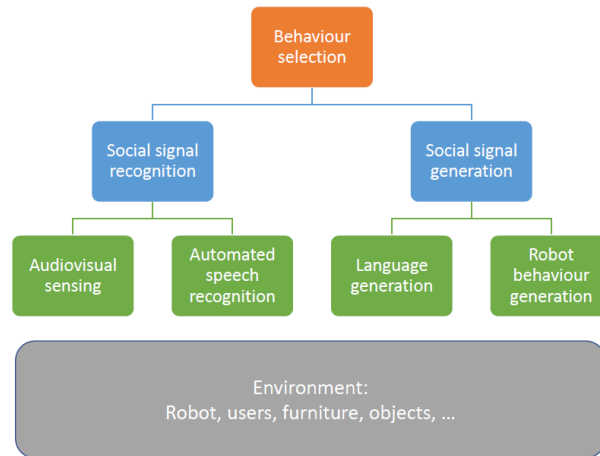 Behaviour
selection
Social signal
recognition
Social signal
generation
Audiovisual
sensing
Automated
speech
recognition
Language
generation
Robot
behaviour
generation
Environment:
Robot, users, furniture, objects, ...